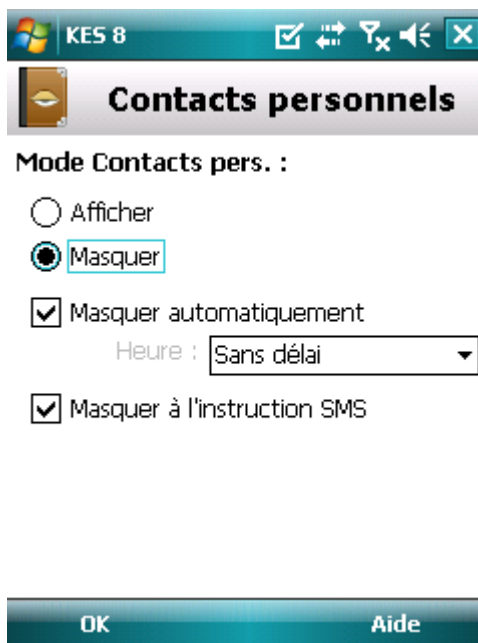 KES 8
Contacts personnels
Mode Contacts pers. :
Afficher
Masquer
Masquer automatiquement
Heure : Sans délai
Masquer à l'instruction SMS
OK Aide